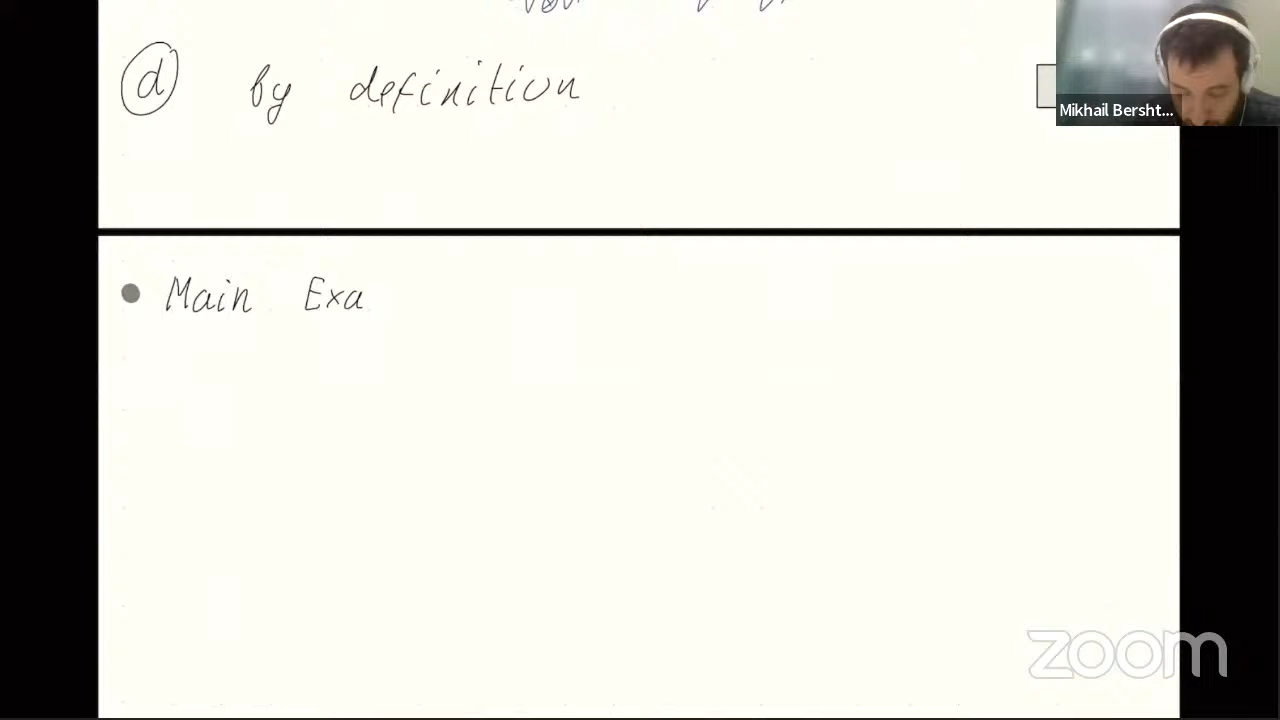 ⓓ by definition
Mikhail Bersht...
● Main Exa
zoom